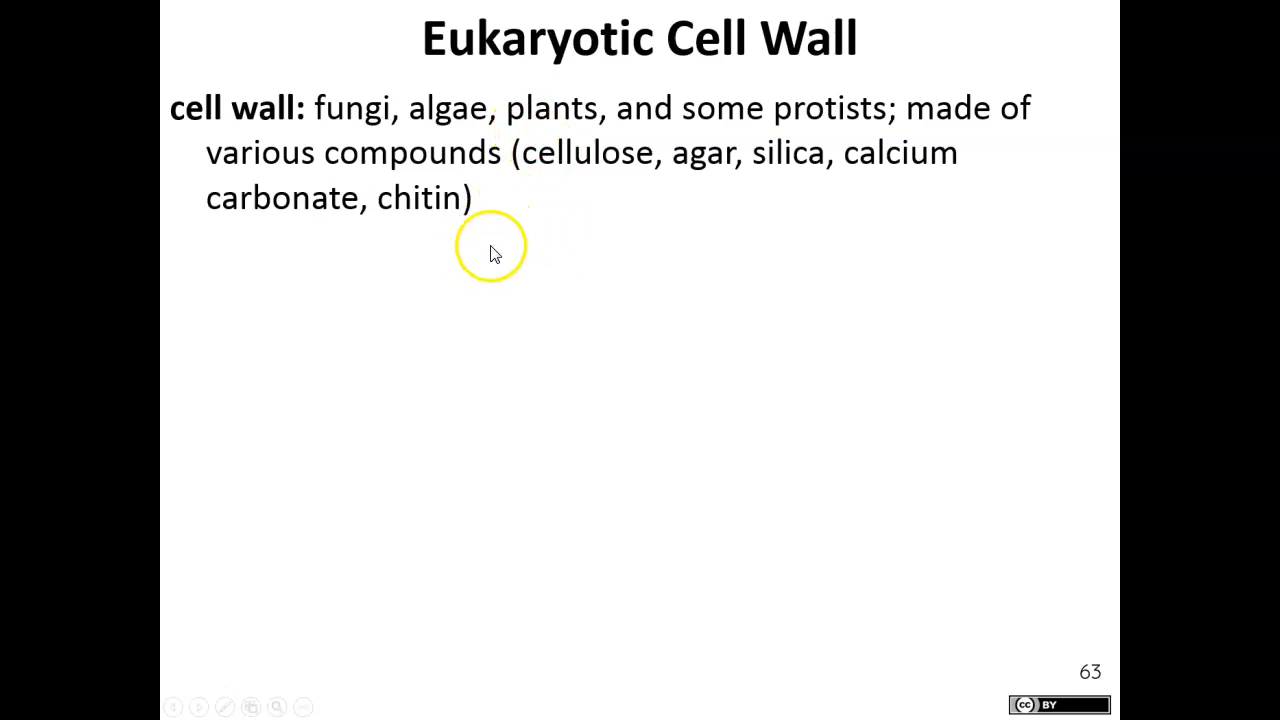 Eukaryotic Cell Wall
cell wall: fungi, algae, plants, and some protists; made of
various compounds (cellulose, agar, silica, calcium
carbonate, chitin)
63
cc BY